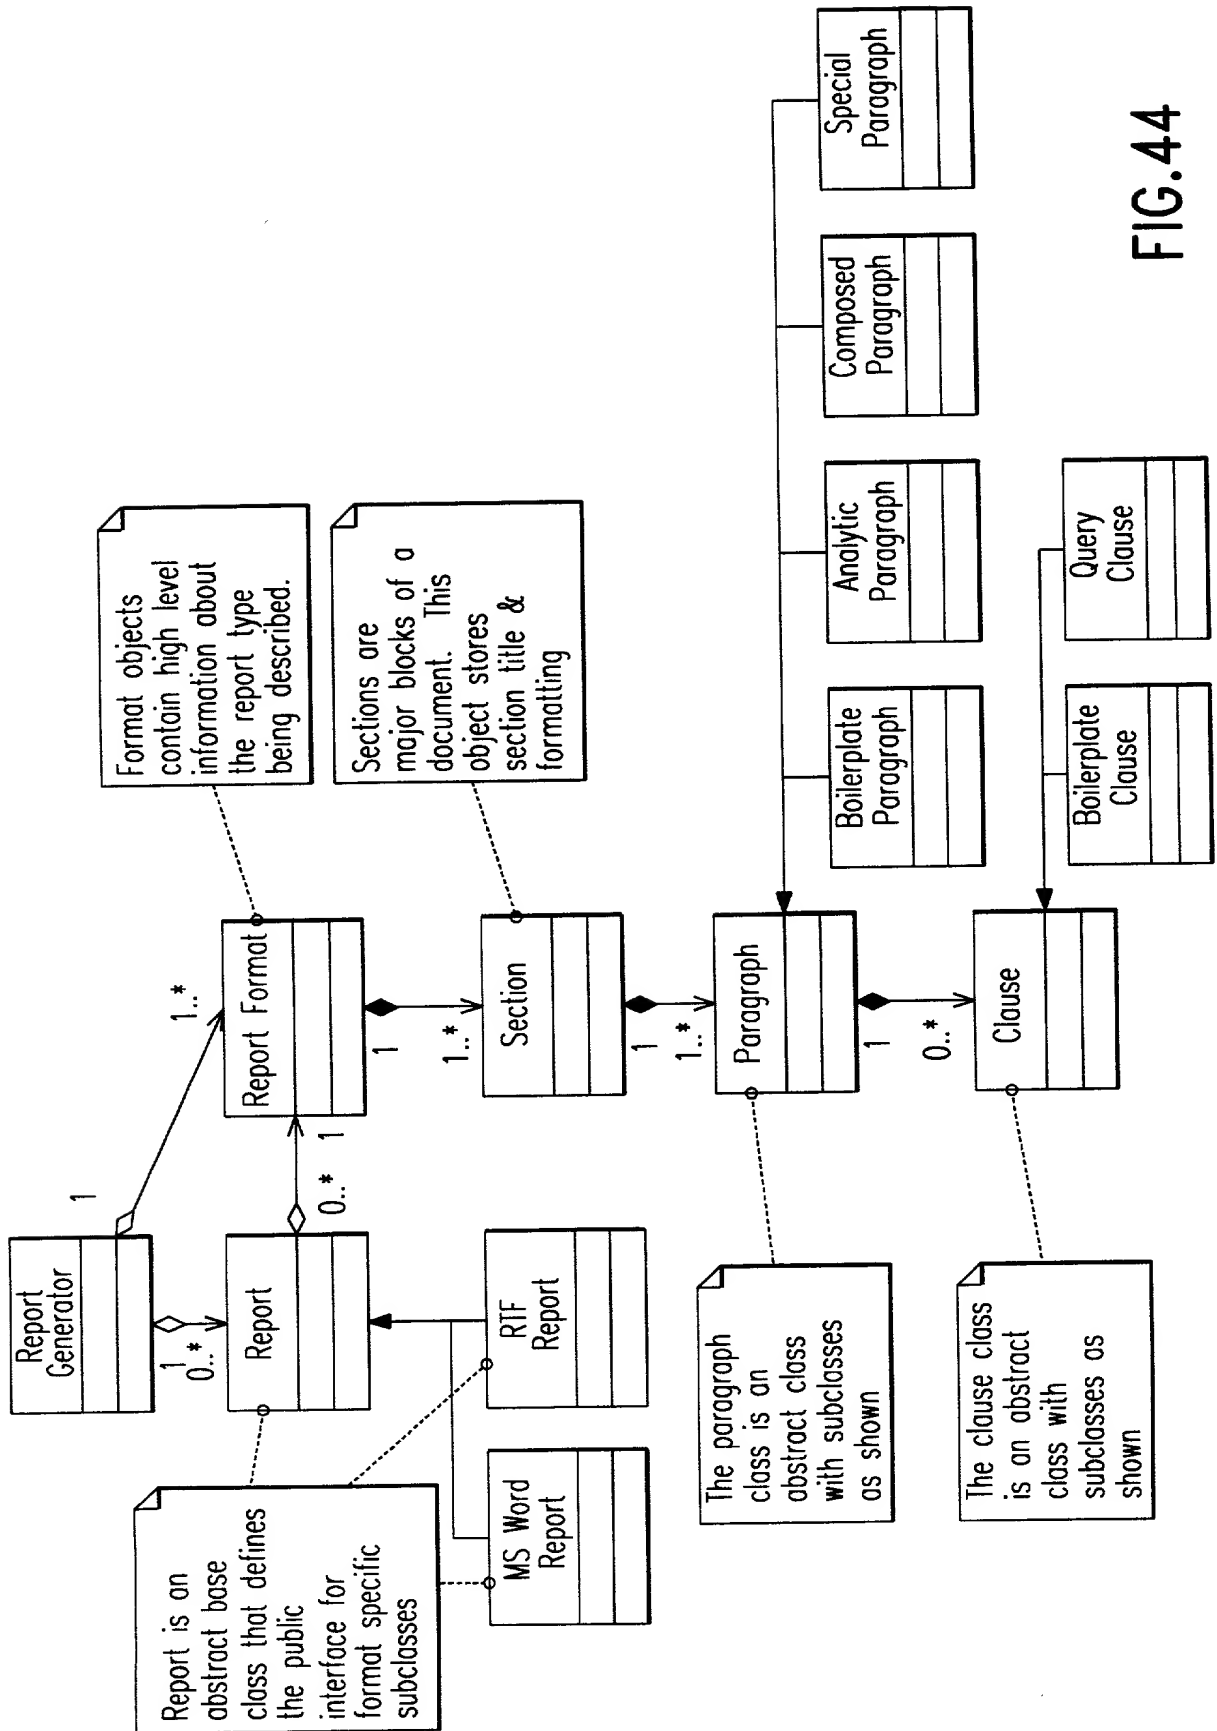 Report
Generator
1
1..*
1
0..*
Report
0..*
1
Report Format
Format objects
contain high level
information about
the report type
being described.
Report is an
abstract base
class that defines
the public
interface for
format specific
subclasses
MS Word
Report
RTF
Report
1
1..*
Section
Sections are
major blocks of a
document. This
object stores
section title &
formatting
1
1..*
Paragraph
The paragraph
class is an
abstract class
with subclasses
as shown
Boilerplate
Paragraph
Analytic
Paragraph
Composed
Paragraph
Special
Paragraph
1
0..*
Clause
The clause class
is an abstract
class with
subclasses as
shown
Boilerplate
Clause
Query
Clause
FIG.44